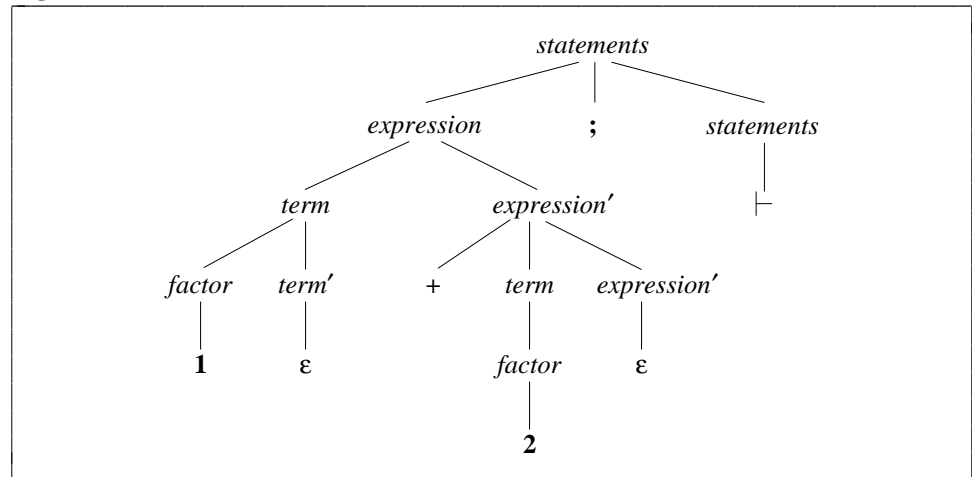 statements
expression ; statements
term expression′ ⊢
factor term′ + term expression′
1 ε factor ε
2